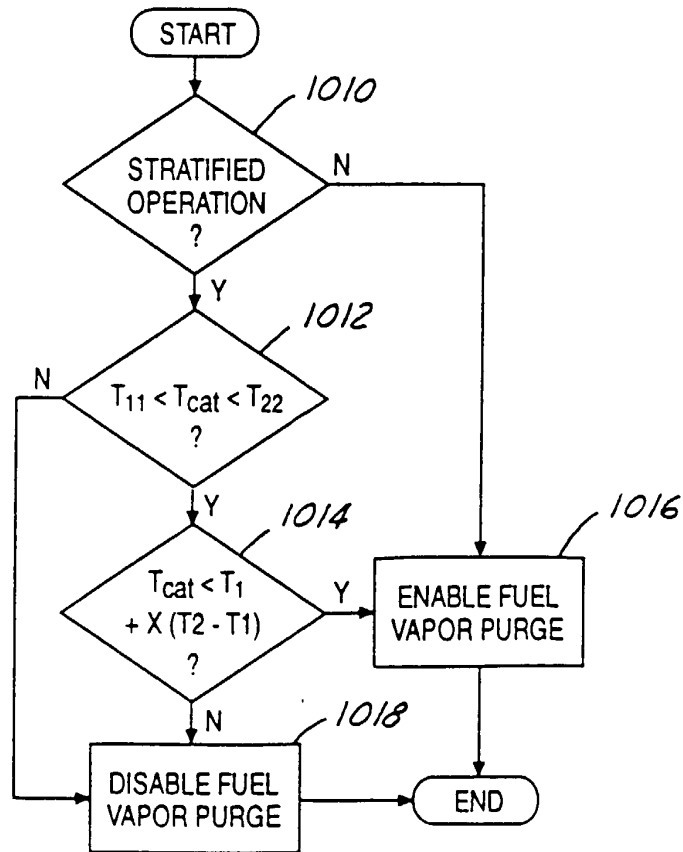 START
1010
STRATIFIED
OPERATION
?
N
Y
1012
N
T11 < Tcat < T22
?
Y
1014
Tcat < T1
+ X (T2 - T1)
?
Y
1016
ENABLE FUEL
VAPOR PURGE
N
1018
DISABLE FUEL
VAPOR PURGE
END